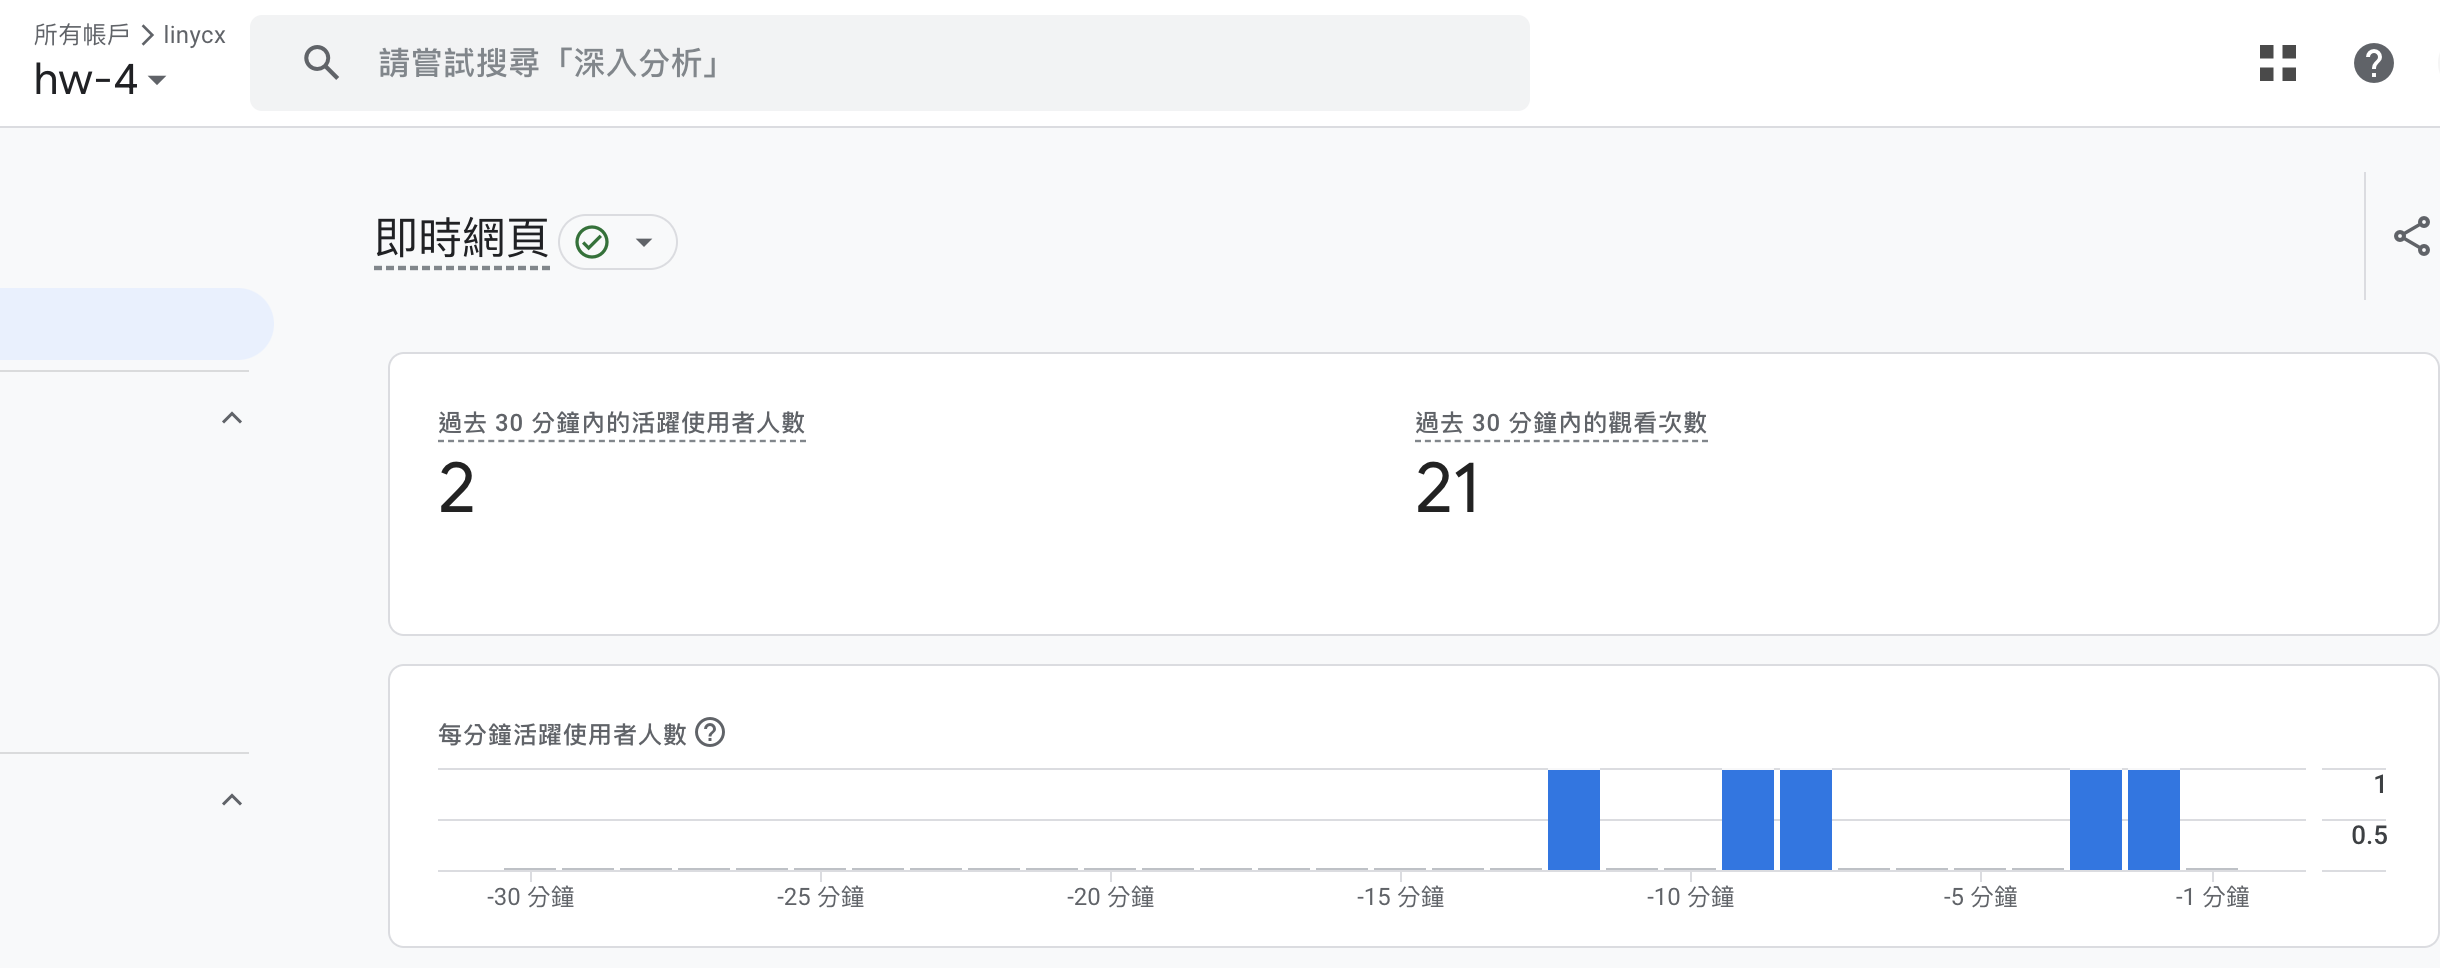 所有帳戶 > linycx
hw-4
請嘗試搜尋「深入分析」
即時網頁
過去 30 分鐘內的活躍使用者人數
2
過去 30 分鐘內的觀看次數
21
每分鐘活躍使用者人數
1
0.5
-30 分鐘
-25 分鐘
-20 分鐘
-15 分鐘
-10 分鐘
-5 分鐘
-1 分鐘